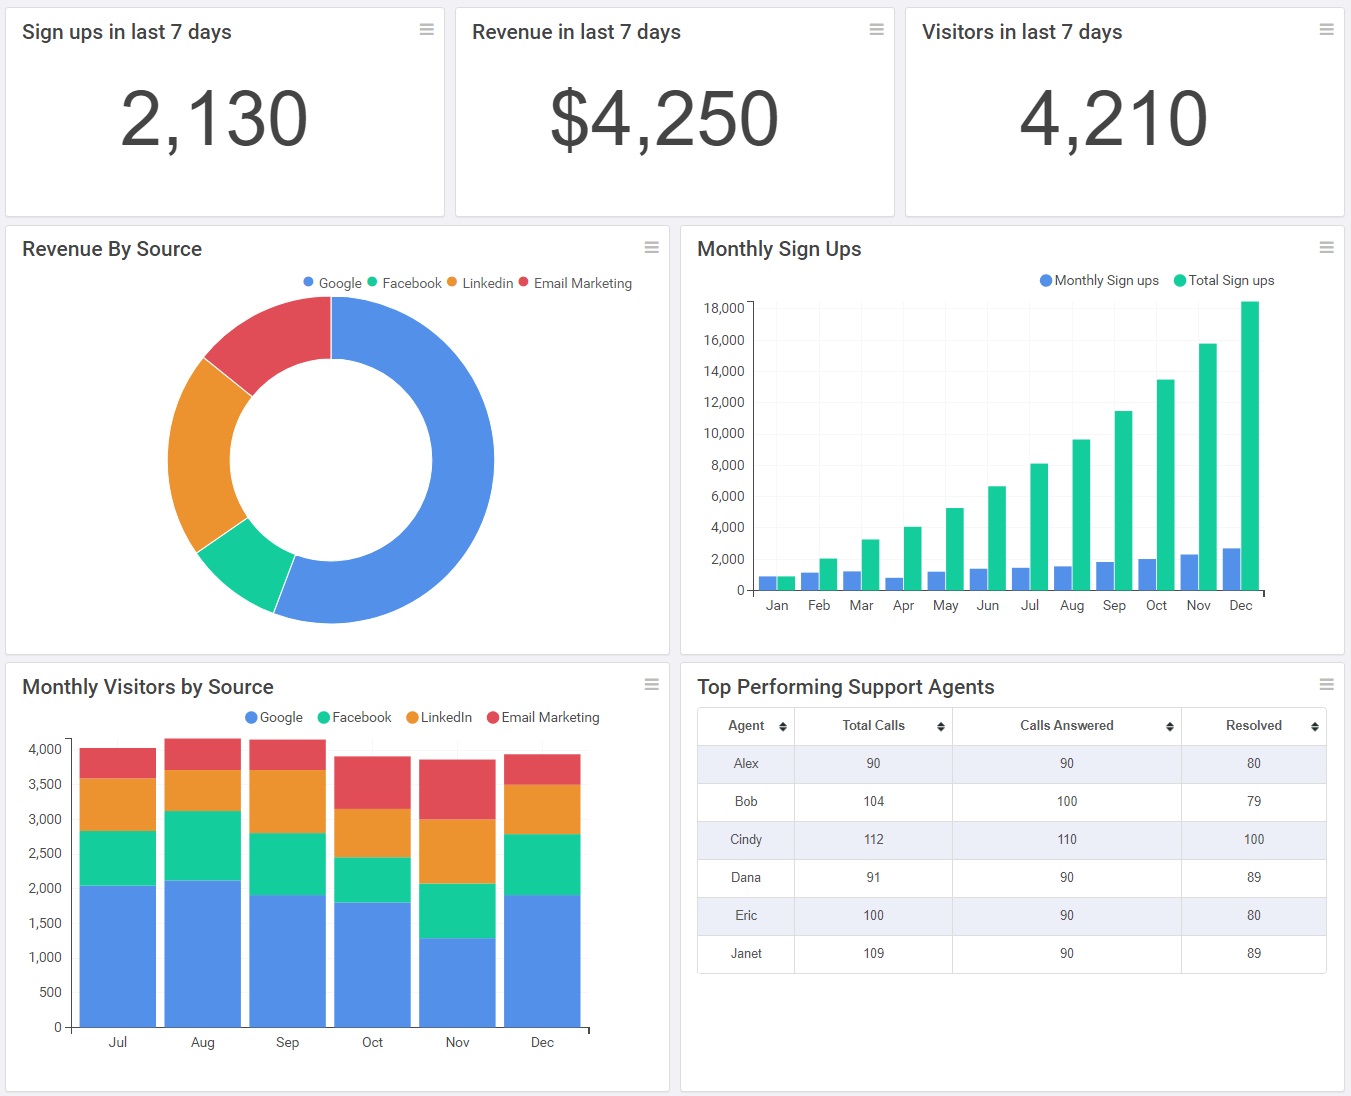 Sign ups in last 7 days
2,130
Revenue in last 7 days
$4,250
Visitors in last 7 days
4,210
Revenue By Source
Google Facebook Linkedin Email Marketing
Monthly Sign Ups
Monthly Sign ups Total Sign ups
18,000
16,000
14,000
12,000
10,000
8,000
6,000
4,000
2,000
0
Jan Feb Mar Apr May Jun Jul Aug Sep Oct Nov Dec
Monthly Visitors by Source
Google Facebook LinkedIn Email Marketing
4,000
3,500
3,000
2,500
2,000
1,500
1,000
500
0
Jul Aug Sep Oct Nov Dec
Top Performing Support Agents
Agent Total Calls Calls Answered Resolved
Alex 90 90 80
Bob 104 100 79
Cindy 112 110 100
Dana 91 90 89
Eric 100 90 80
Janet 109 90 89